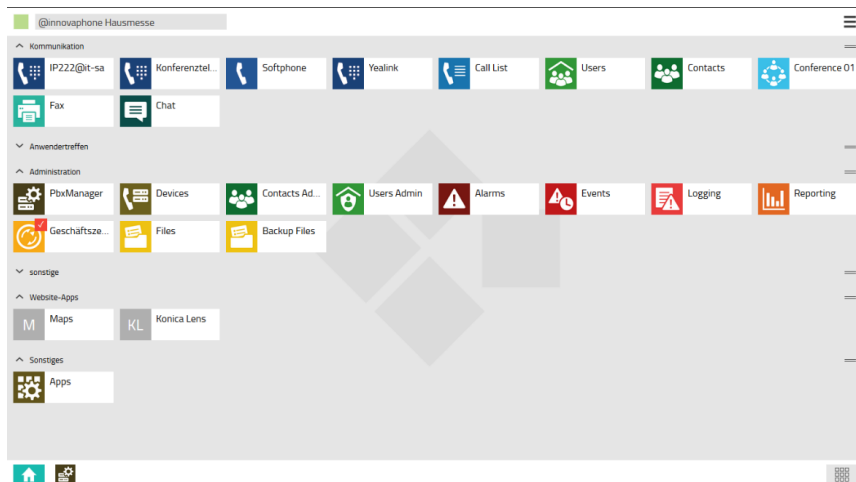 @innovaphone Hausmesse
Kommunikation
IP222@it-sa
Konferenztel...
Softphone
Yealink
Call List
Users
Contacts
Conference 01
Fax
Chat
Anwendertreffen
Administration
PbxManager
Devices
Contacts Ad...
Users Admin
Alarms
Events
Logging
Reporting
Geschäftsze...
Files
Backup Files
sonstige
Website-Apps
M
Maps
KL
Konica Lens
Sonstiges
Apps